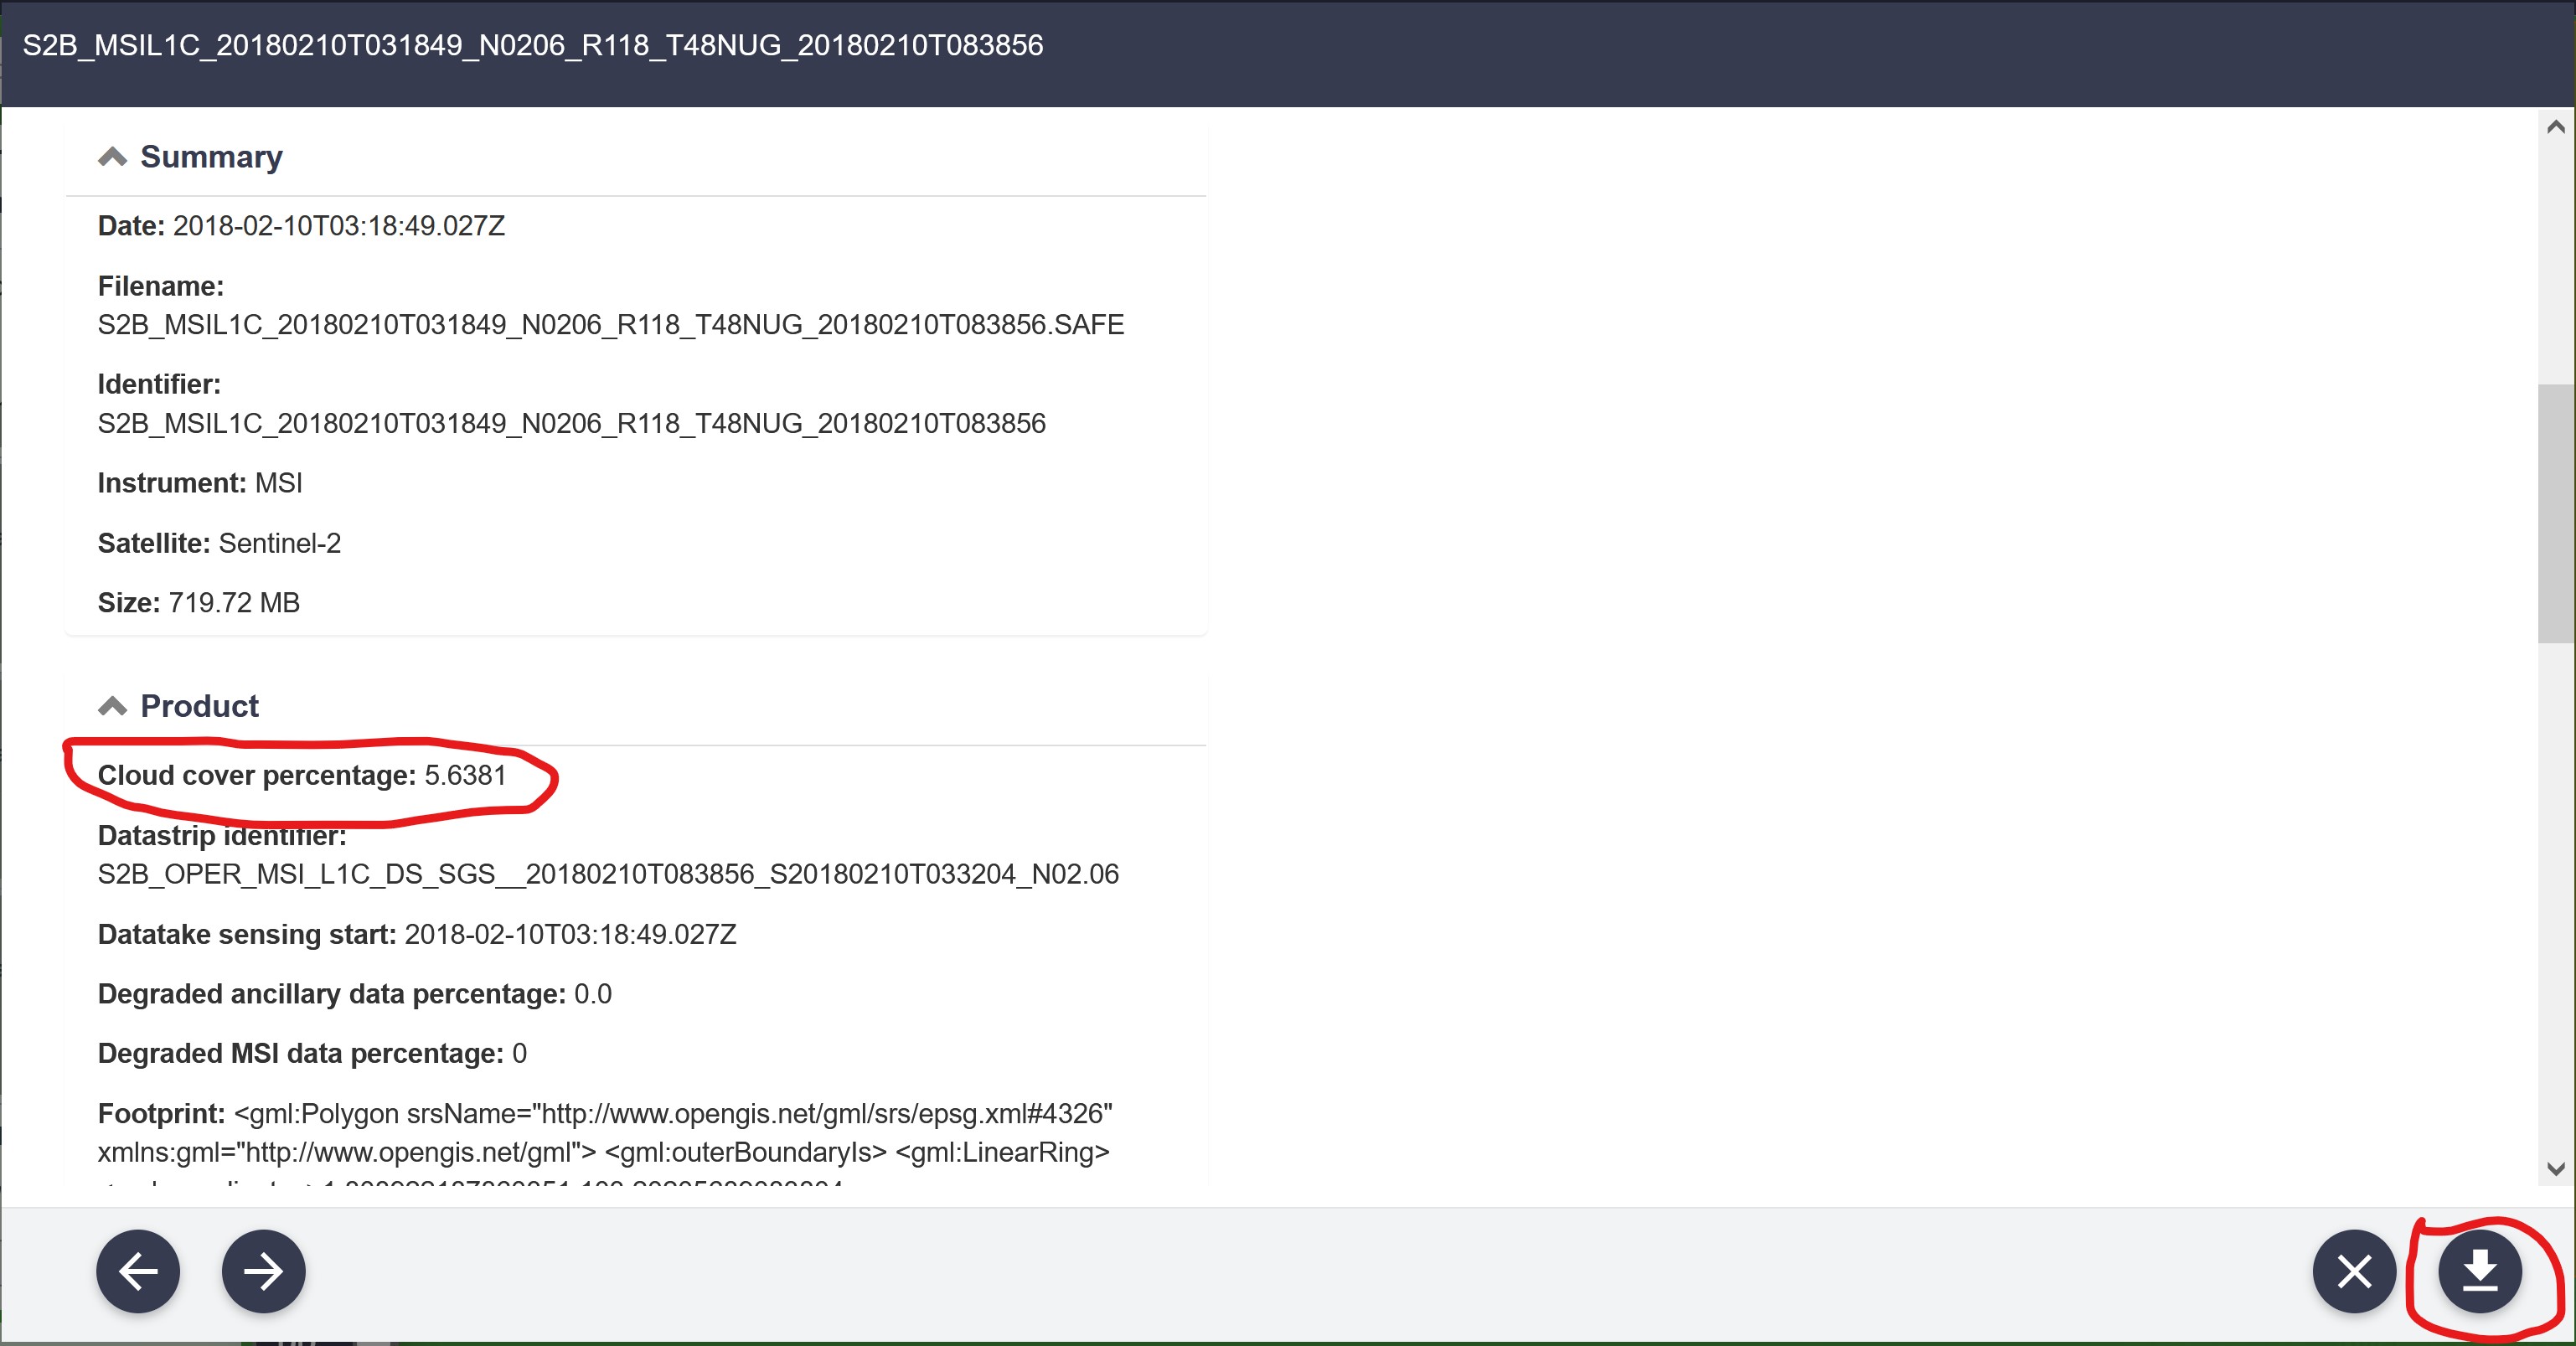 S2B_MSIL1C_20180210T031849_N0206_R118_T48NUG_20180210T083856
Summary
Date: 2018-02-10T03:18:49.027Z
Filename:
S2B_MSIL1C_20180210T031849_N0206_R118_T48NUG_20180210T083856.SAFE
Identifier:
S2B_MSIL1C_20180210T031849_N0206_R118_T48NUG_20180210T083856
Instrument: MSI
Satellite: Sentinel-2
Size: 719.72 MB
Product
Cloud cover percentage: 5.6381
Datastrip identifier:
S2B_OPER_MSI_L1C_DS_SGS__20180210T083856_S20180210T033204_N02.06
Datatake sensing start: 2018-02-10T03:18:49.027Z
Degraded ancillary data percentage: 0.0
Degraded MSI data percentage: 0
Footprint: <gml:Polygon srsName="http://www.opengis.net/gml/srs/epsg.xml#4326"
xmlns:gml="http://www.opengis.net/gml"> <gml:outerBoundaryIs> <gml:LinearRing>